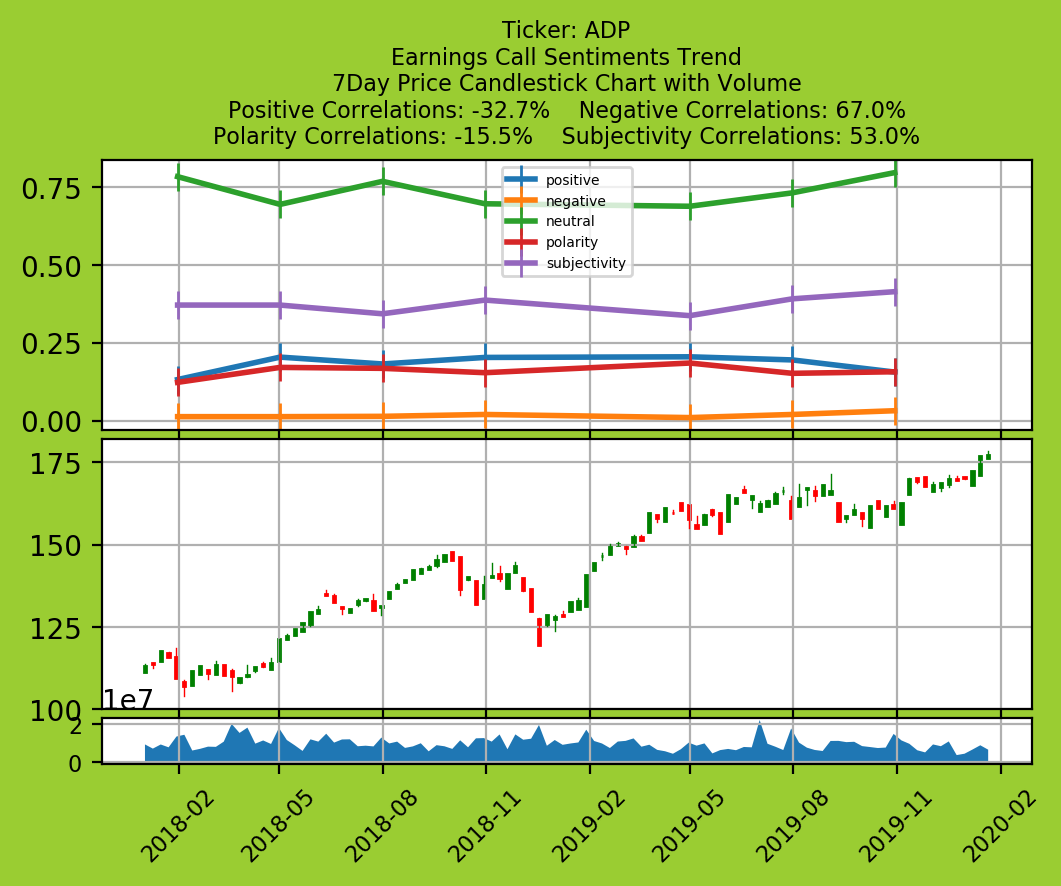 Ticker: ADP
Earnings Call Sentiments Trend
7Day Price Candlestick Chart with Volume
Positive Correlations: -32.7%    Negative Correlations: 67.0%
Polarity Correlations: -15.5%    Subjectivity Correlations: 53.0%
positive
negative
neutral
polarity
subjectivity
0.75
0.50
0.25
0.00
175
150
125
100
1e7
2
0
2018-02
2018-05
2018-08
2018-11
2019-02
2019-05
2019-08
2019-11
2020-02